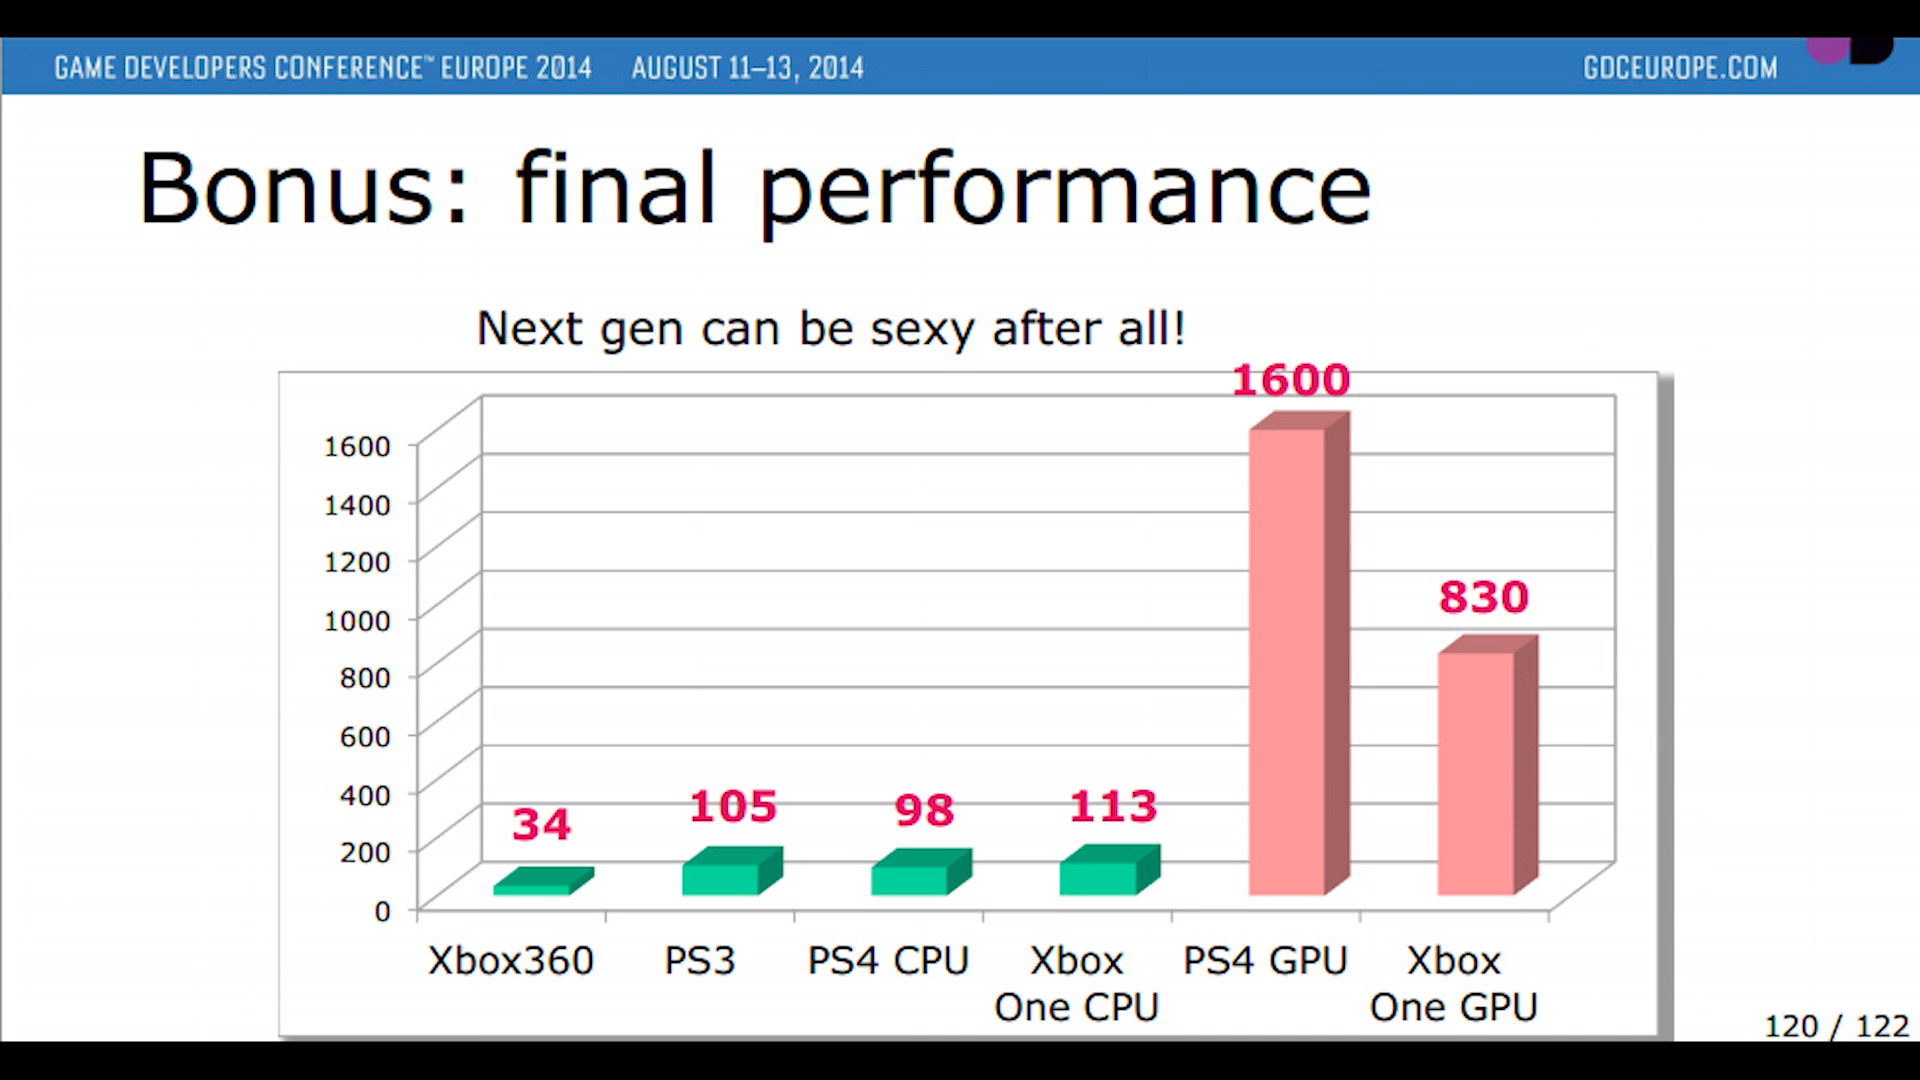 GAME DEVELOPERS CONFERENCE™ EUROPE 2014 AUGUST 11–13, 2014 GDCEUROPE.COM
Bonus: final performance
Next gen can be sexy after all!
1600
1600
1400
1200
1000
800
600
400
200
0
830
34
105
98
113
Xbox360 PS3 PS4 CPU Xbox PS4 GPU Xbox
One CPU One GPU
120 / 122